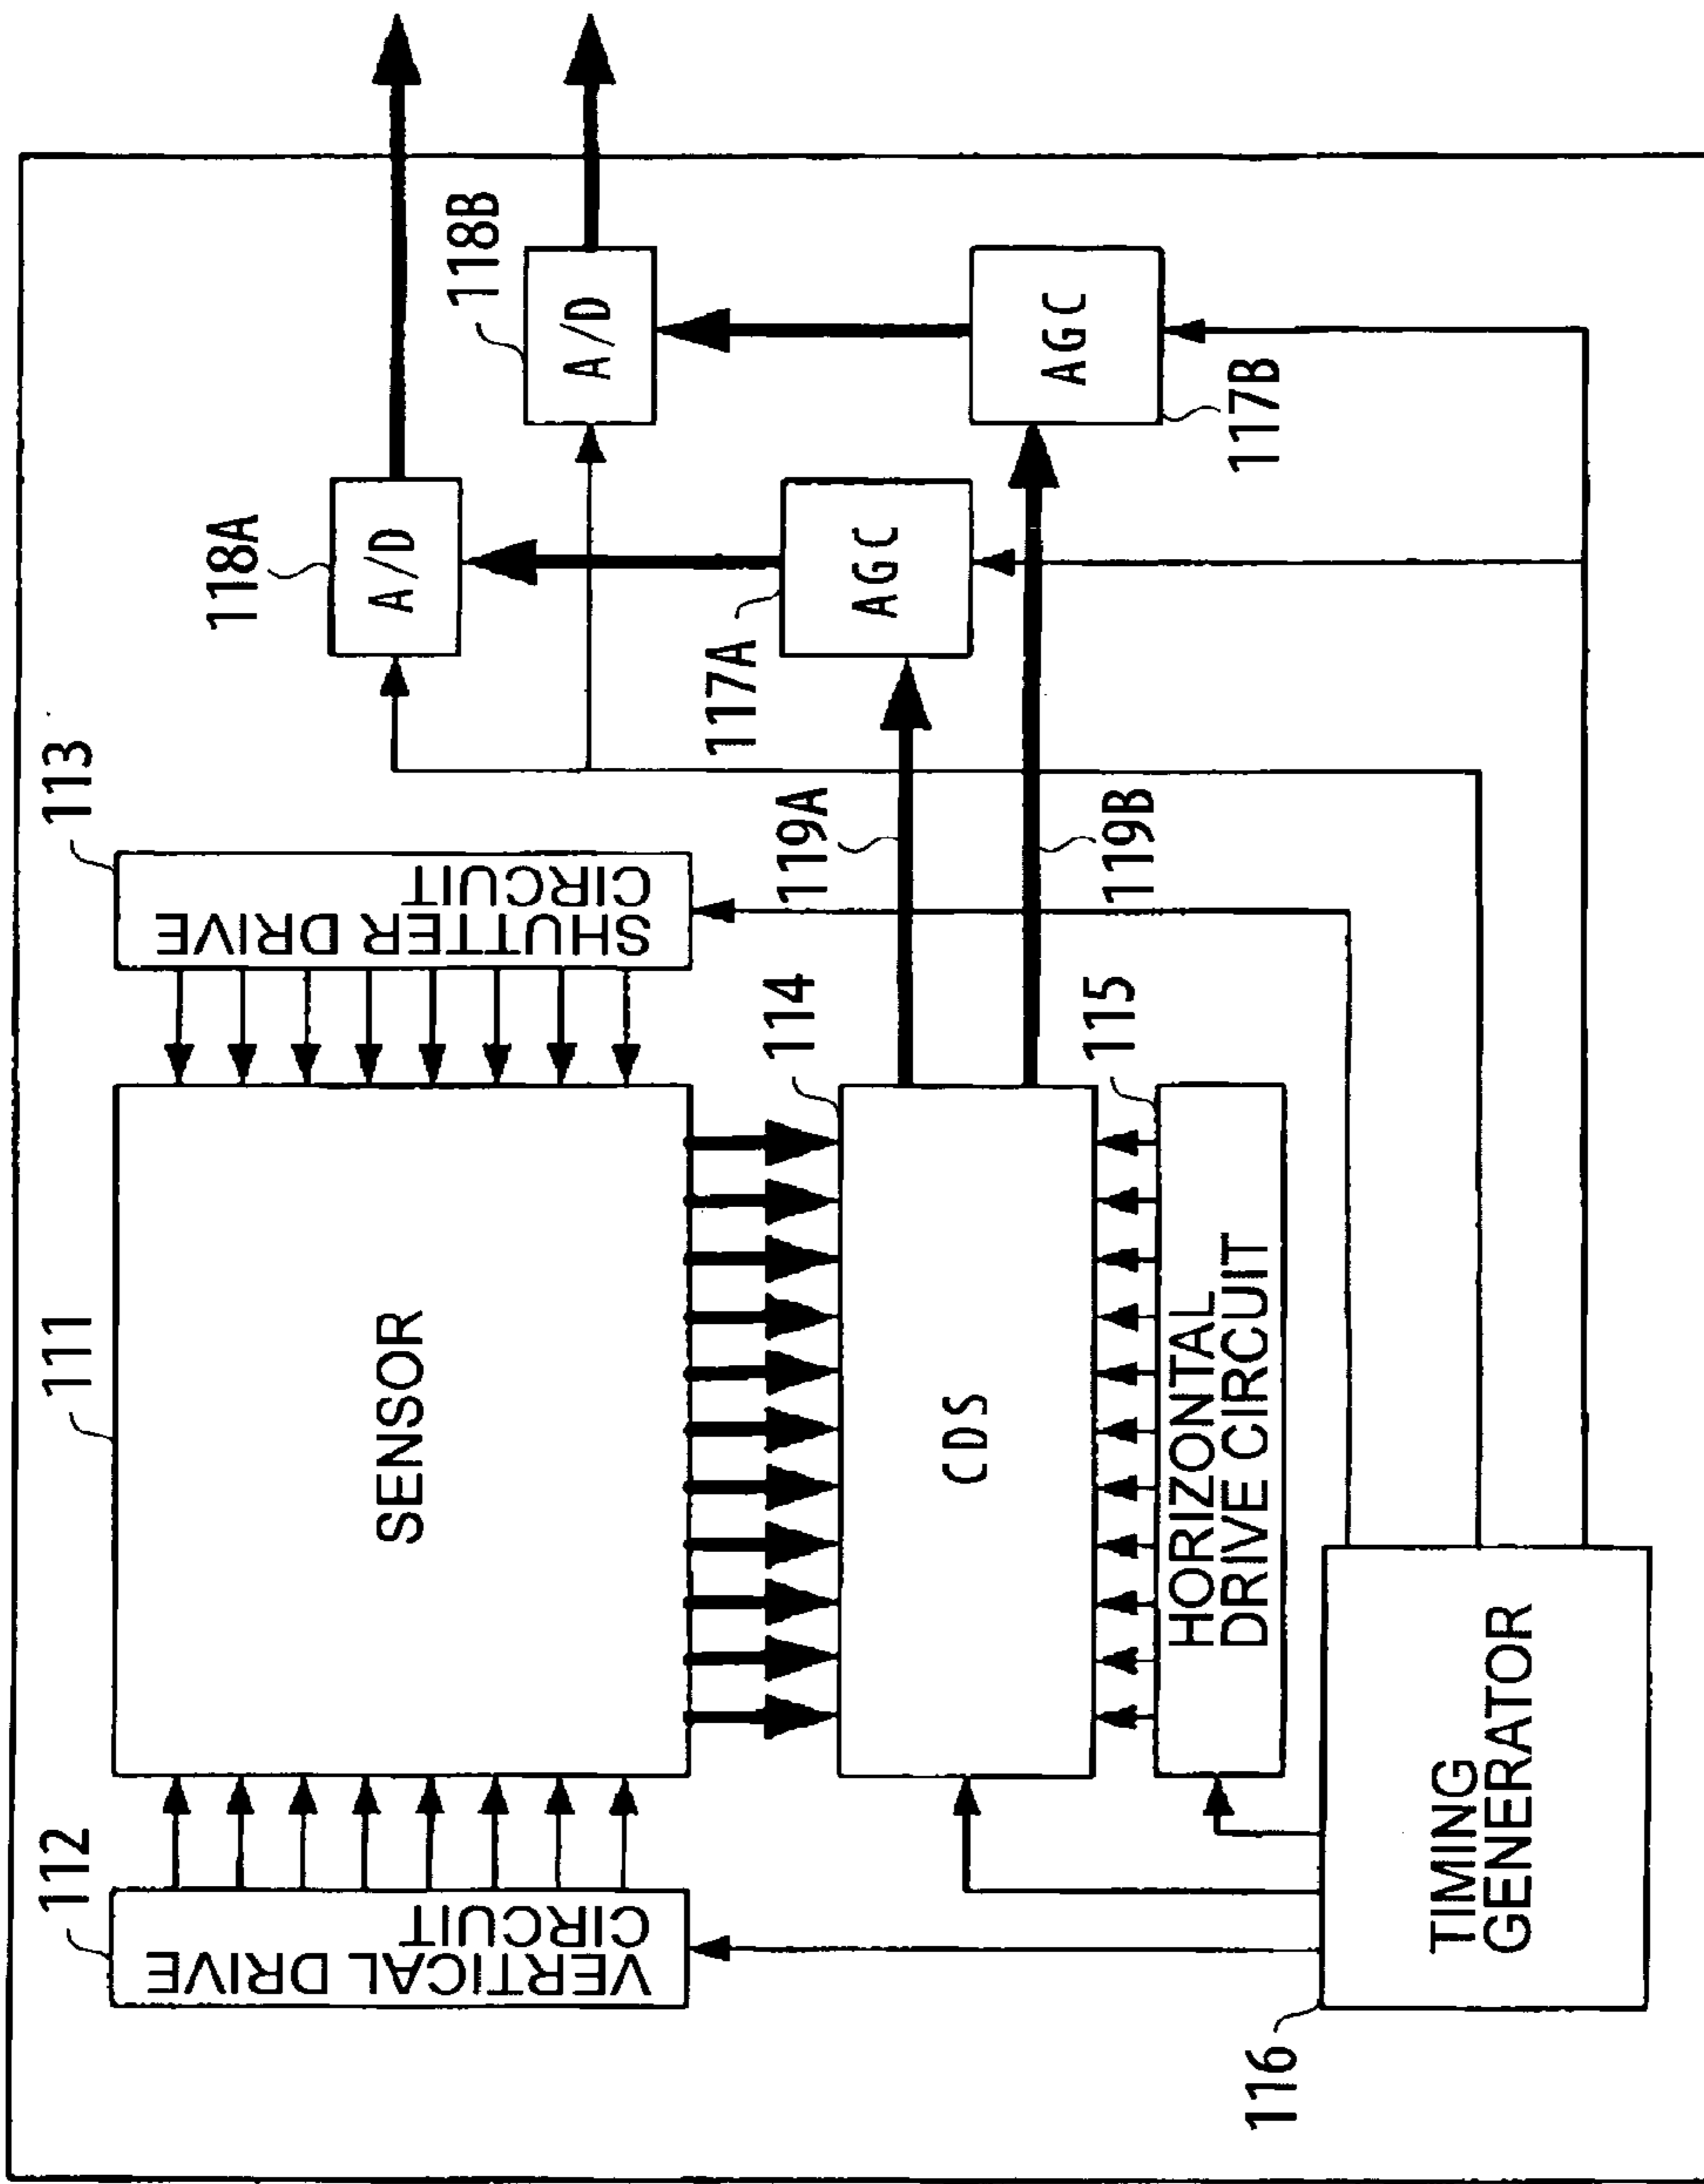 111
SENSOR
112
VERTICAL DRIVE
CIRCUIT
113
SHUTTER DRIVE
CIRCUIT
114
CDS
115
HORIZONTAL
DRIVE CIRCUIT
116
TIMING
GENERATOR
117A
AGC
117B
AGC
118A
A/D
118B
A/D
119A
119B